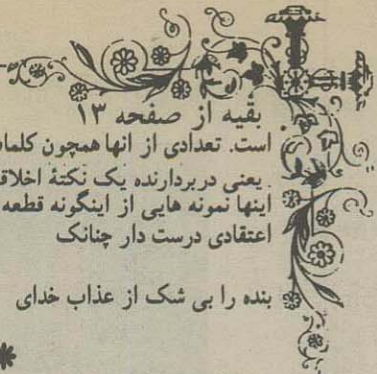 بقیه از صفحه ۱۳
است. تعدادی از انها همچون کلمات
. یعنی دربردارنده یک نکتهٔ اخلاق
اینها نمونه هایی از اینگونه قطعه
اعتقادی درست دار چنانک
بنده را بی شک از عذاب خدای